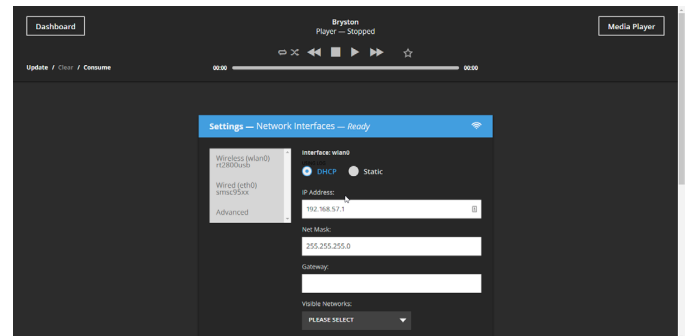 Dashboard
Bryston
Player — Stopped
Media Player
Update / Clear / Consume
00:00
00:00
Settings — Network Interfaces — Ready
Wireless (wlan0)
rt2800usb
Wired (eth0)
smsc95xx
Advanced
Interface: wlan0
DHCP
Static
IP Address:
192.168.57.1
Net Mask:
255.255.255.0
Gateway:
Visible Networks:
PLEASE SELECT